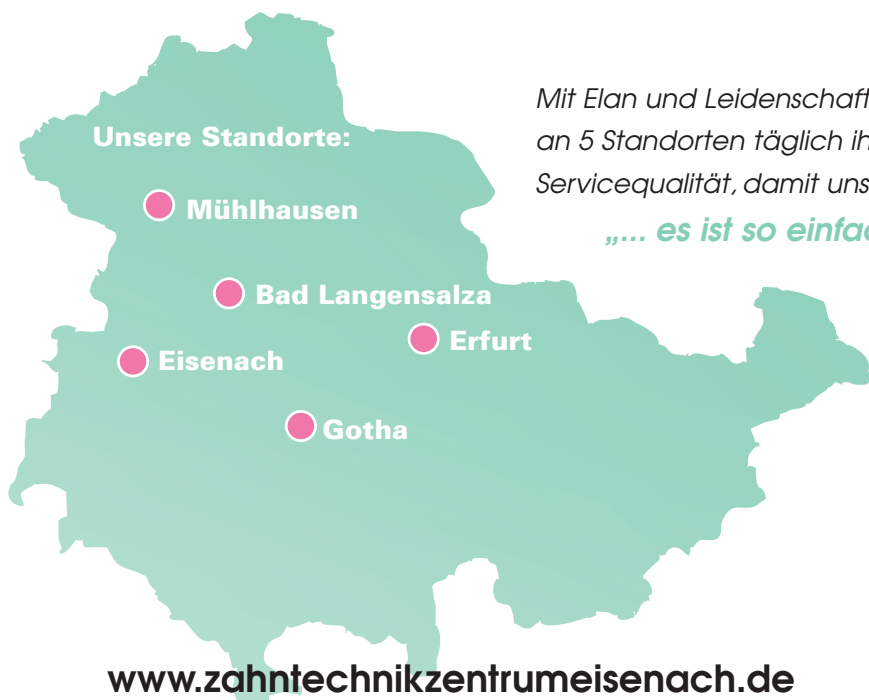 Mit Elan und Leidenschaft
an 5 Standorten täglich ih
Servicequalität, damit uns
„... es ist so einfac
Unsere Standorte:
Mühlhausen
Bad Langensalza
Erfurt
Eisenach
Gotha
www.zahntechnikzentrumeisenach.de